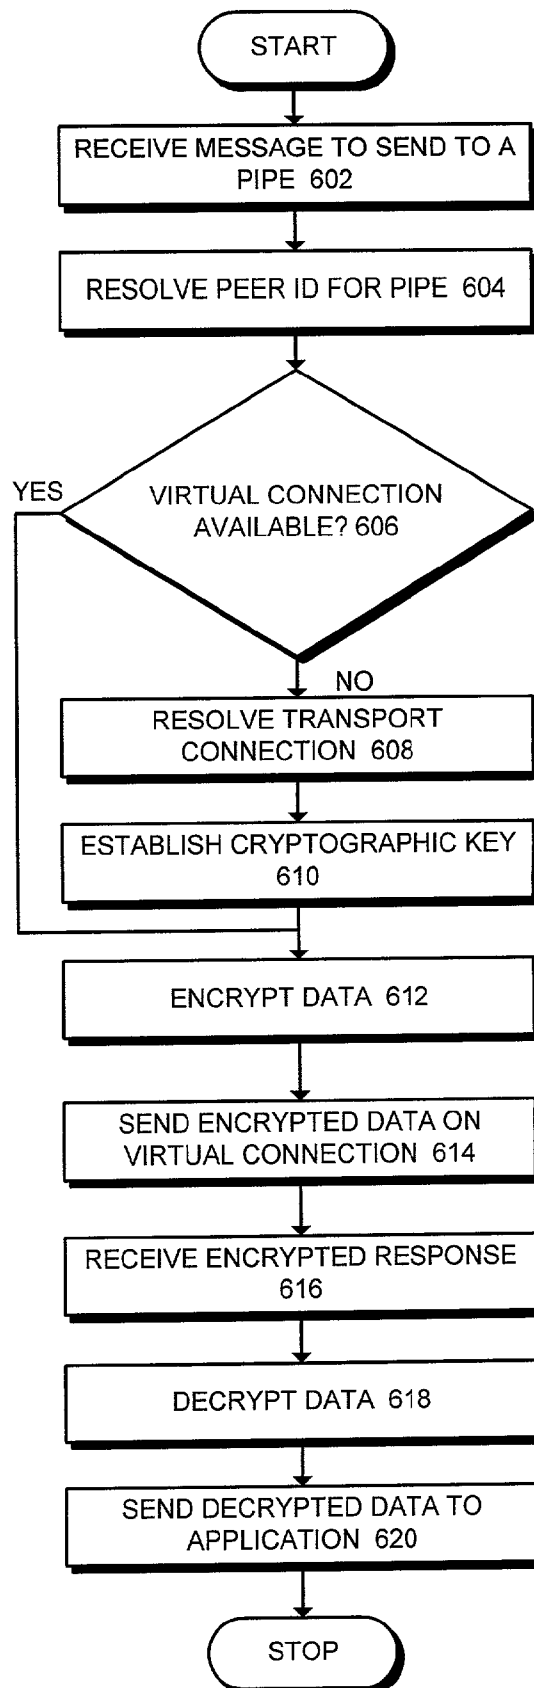 START
RECEIVE MESSAGE TO SEND TO A
PIPE 602
RESOLVE PEER ID FOR PIPE 604
YES
VIRTUAL CONNECTION
AVAILABLE? 606
NO
RESOLVE TRANSPORT
CONNECTION 608
ESTABLISH CRYPTOGRAPHIC KEY
610
ENCRYPT DATA 612
SEND ENCRYPTED DATA ON
VIRTUAL CONNECTION 614
RECEIVE ENCRYPTED RESPONSE
616
DECRYPT DATA 618
SEND DECRYPTED DATA TO
APPLICATION 620
STOP